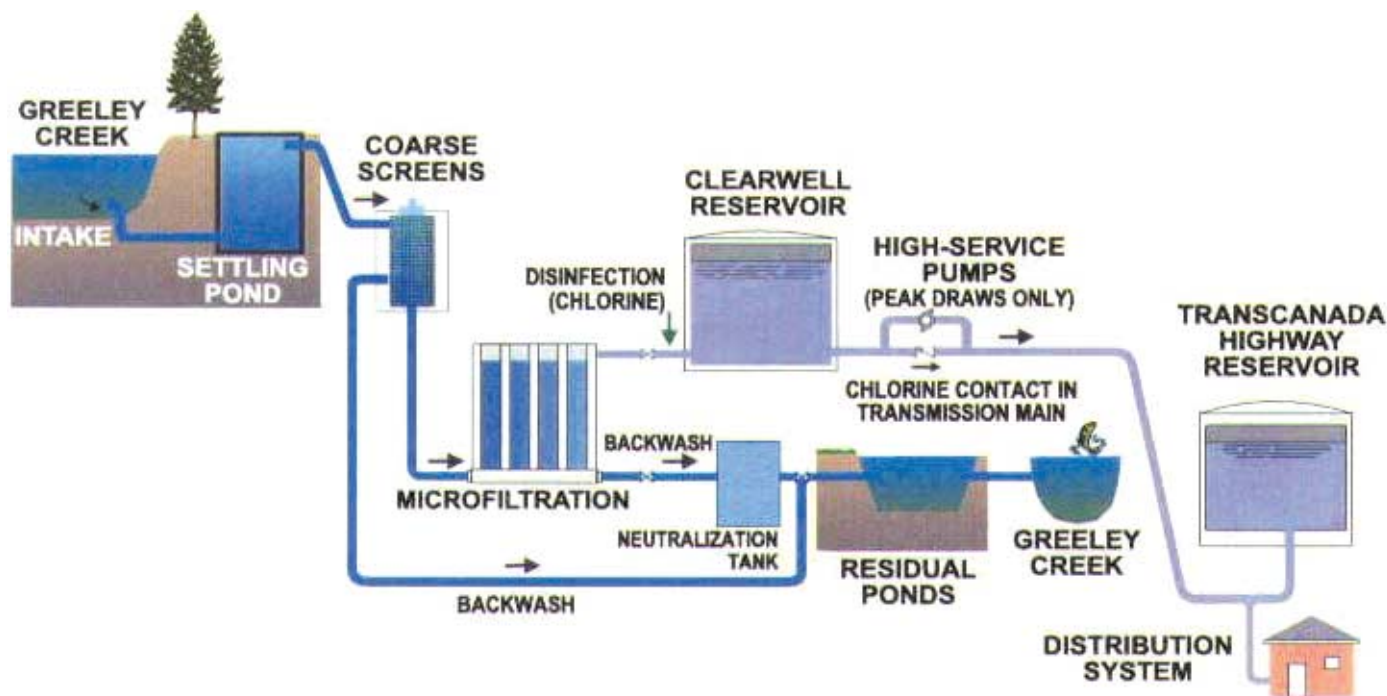 GREELEY
CREEK
INTAKE
SETTLING
POND
COARSE
SCREENS
DISINFECTION
(CHLORINE)
CLEARWELL
RESERVOIR
HIGH-SERVICE
PUMPS
(PEAK DRAWS ONLY)
CHLORINE CONTACT IN
TRANSMISSION MAIN
TRANSCANADA
HIGHWAY
RESERVOIR
MICROFILTRATION
BACKWASH
NEUTRALIZATION
TANK
BACKWASH
RESIDUAL
PONDS
GREELEY
CREEK
DISTRIBUTION
SYSTEM